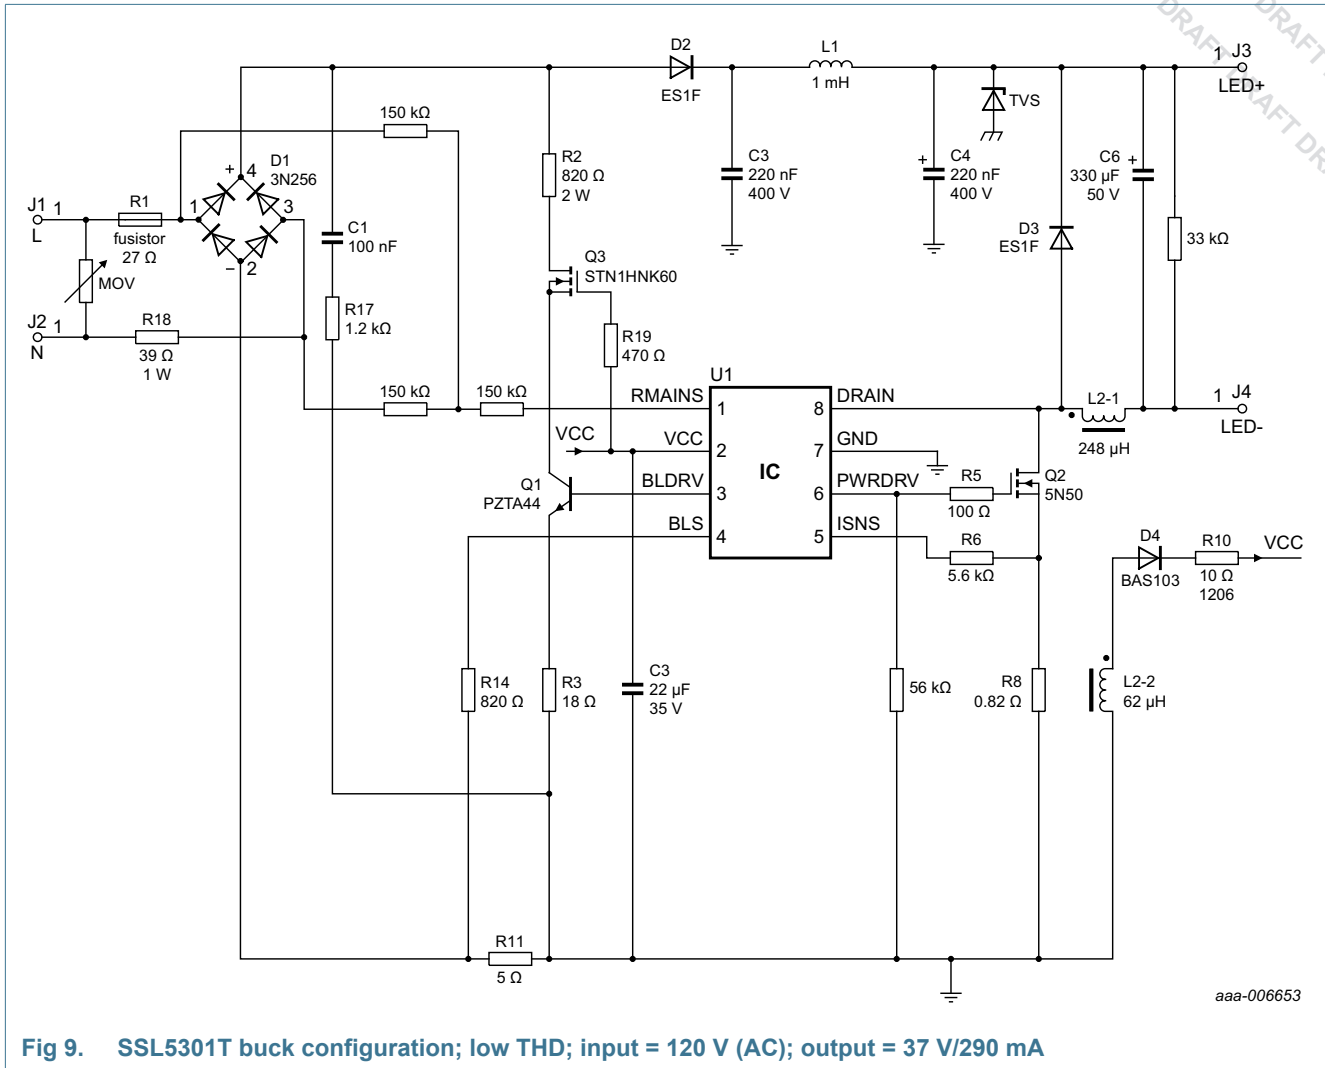 DRAFT DRAFT DRAFT
DRAFT
J3
1
LED+
D2
ES1F
L1
1 mH
TVS
150 kΩ
R2
820 Ω
2 W
C3
220 nF
400 V
+
C4
220 nF
400 V
C6
330 µF
50 V
+
D1
3N256
+
4
1
3
−
2
J1
1
L
R1
fusistor
27 Ω
MOV
C1
100 nF
D3
ES1F
33 kΩ
Q3
STN1HNK60
J2
1
N
R18
39 Ω
1 W
R17
1.2 kΩ
R19
470 Ω
U1
150 kΩ
150 kΩ
RMAINS
1
8
DRAIN
L2-1
248 µH
1
J4
LED-
VCC
VCC
2
7
GND
IC
Q1
PZTA44
BLDRV
3
6
PWRDRV
R5
100 Ω
Q2
5N50
BLS
4
5
ISNS
R6
5.6 kΩ
D4
BAS103
R10
10 Ω
1206
VCC
R14
820 Ω
R3
18 Ω
C3
22 µF
35 V
56 kΩ
R8
0.82 Ω
L2-2
62 µH
R11
5 Ω
aaa-006653
Fig 9. SSL5301T buck configuration; low THD; input = 120 V (AC); output = 37 V/290 mA